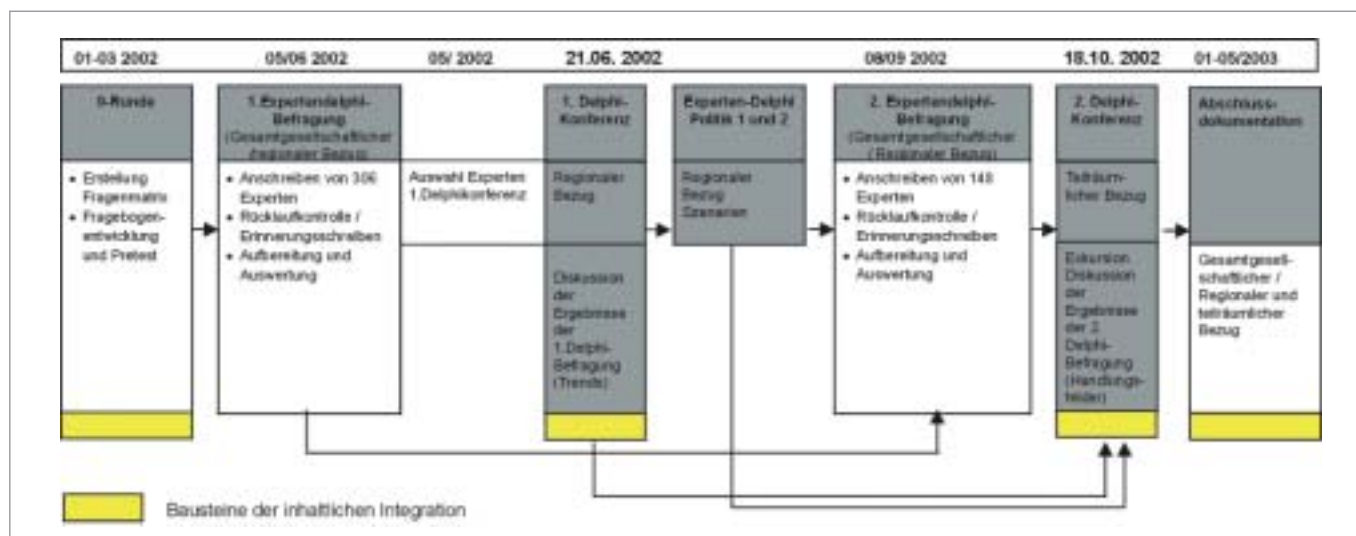 01-03 2002
05/06 2002
05/ 2002
21.06. 2002
08/09 2002
18.10. 2002
01-05/2003
0-Runde
• Erstellung
Fragenmatrix
• Fragebogen-
entwicklung
und Pretest
1.Expertendelphi-
Befragung
(Gesamtgesellschaftlicher
/regionaler Bezug)
• Anschreiben von 306
Experten
• Rücklaufkontrolle /
Erinnerungsschreiben
• Aufbereitung und
Auswertung
Auswahl Experten
1.Delphikonferenz
1. Delphi-
Konferenz
Regionaler
Bezug
Diskussion
der
Ergebnisse
der
1.Delphi-
Befragung
(Trends)
Experten-Delphi
Politik 1 und 2
Regionaler
Bezug
Szenarien
2. Expertendelphi-
Befragung
(Gesamtgesellschaftlicher
/ Regionaler Bezug)
• Anschreiben von 148
Experten
• Rücklaufkontrolle /
Erinnerungsschreiben
• Aufbereitung und
Auswertung
2. Delphi-
Konferenz
Teilräum-
licher Bezug
Exkursion
Diskussion
der
Ergebnisse
der 2.
Delphi-
Befragung
(Handlungs-
felder)
Abschluss-
dokumentation
Gesamtgesell-
schaftlicher /
Regionaler und
teilräumlicher
Bezug
Bausteine der inhaltlichen Integration